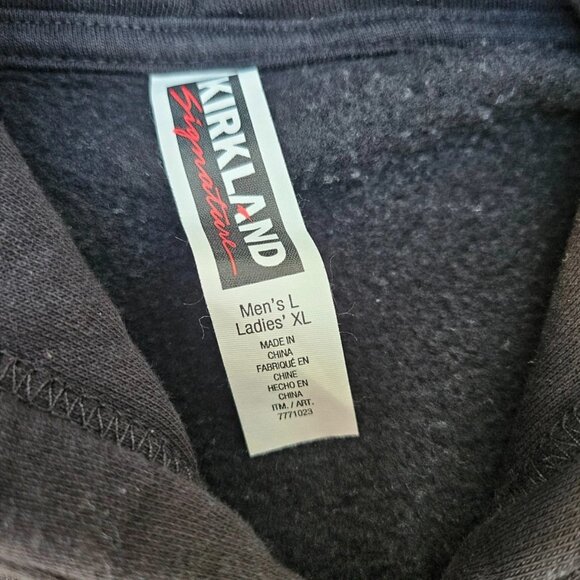 KIRKLAND
Signature
Men's L
Ladies' XL
MADE IN
CHINA
FABRIQUÉ EN
CHINE
HECHO EN
CHINA
ITM. / ART.
7771023